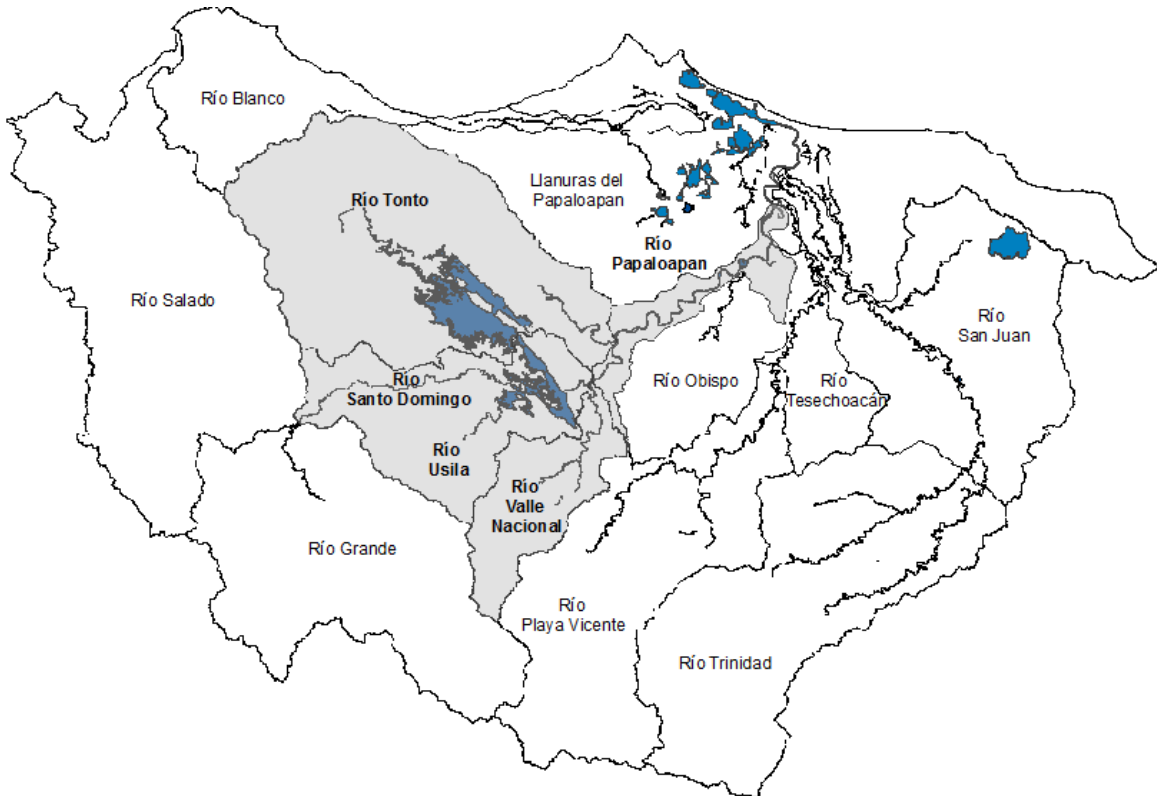 Río Blanco
Río Tonto
Llanuras del
Papaloapan
Río
Papaloapan
Río Salado
Río
San Juan
Río
Santo Domingo
Río Obispo
Río
Tesechoacán
Río
Usila
Río
Valle
Nacional
Río Grande
Río
Playa Vicente
Río Trinidad